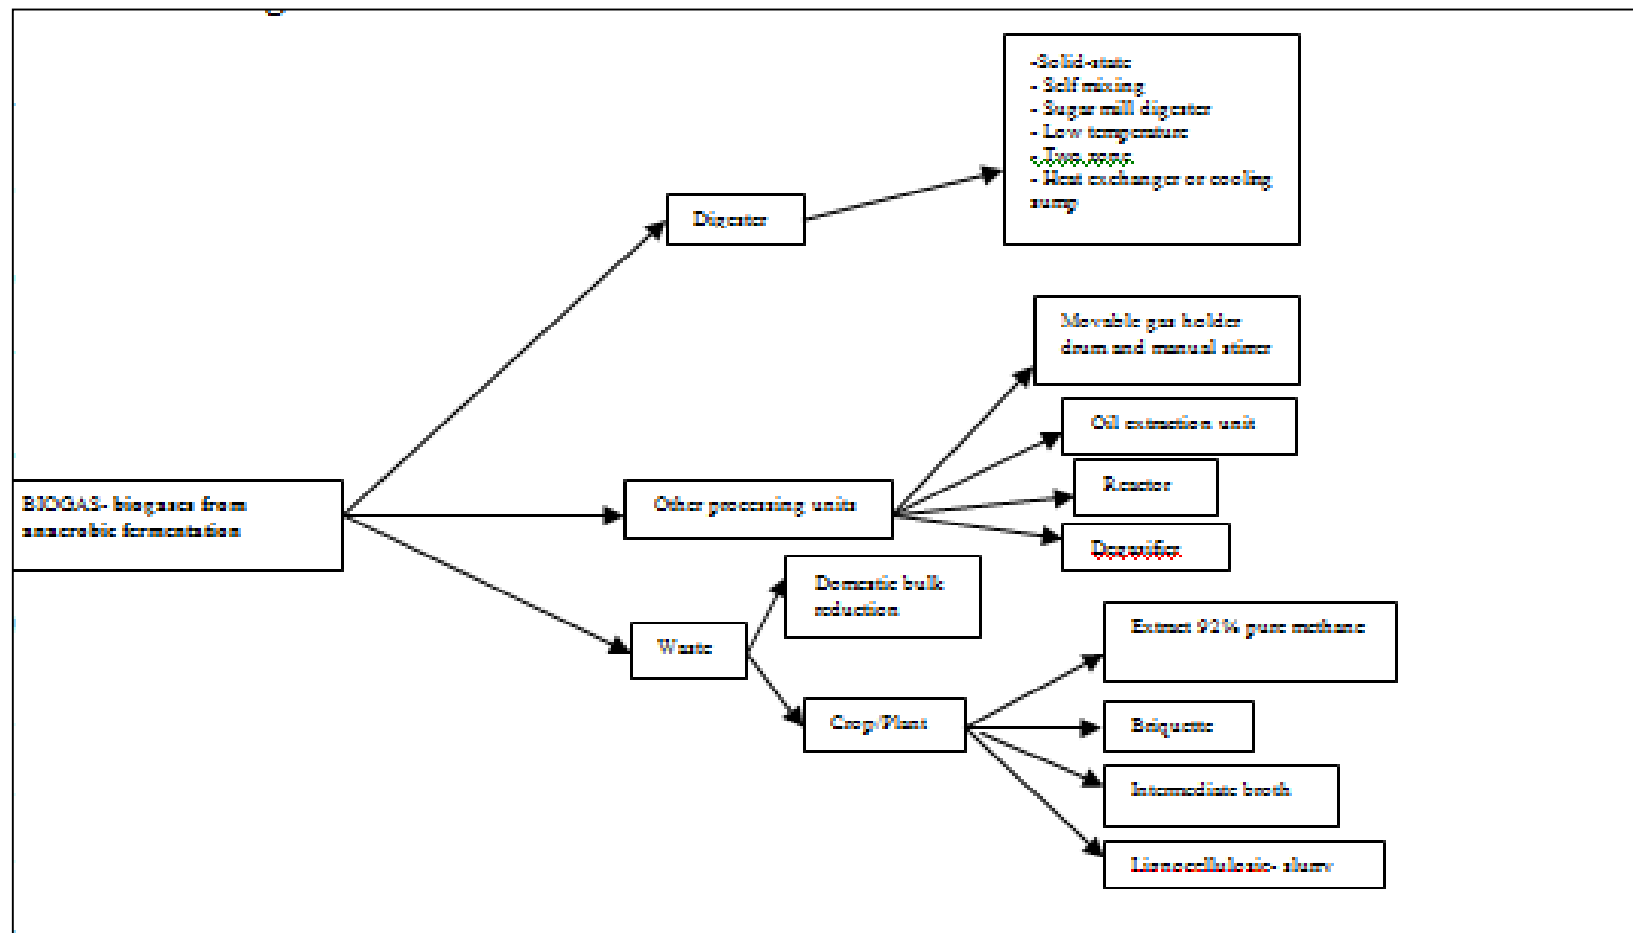 -Solid-state
- Self mixing
- Sugar mill digester
- Low temperature
- Two zone
- Heat exchanger or cooling
sump
Digester
Movable gas holder
drum and manual stirrer
Oil extraction unit
BIOGAS- biogases from
anaerobic fermentation
Other processing units
Reactor
Domestic bulk
reduction
Waste
Extract 92% pure methane
Crop/Plant
Briquette
Intermediate broth
slurry